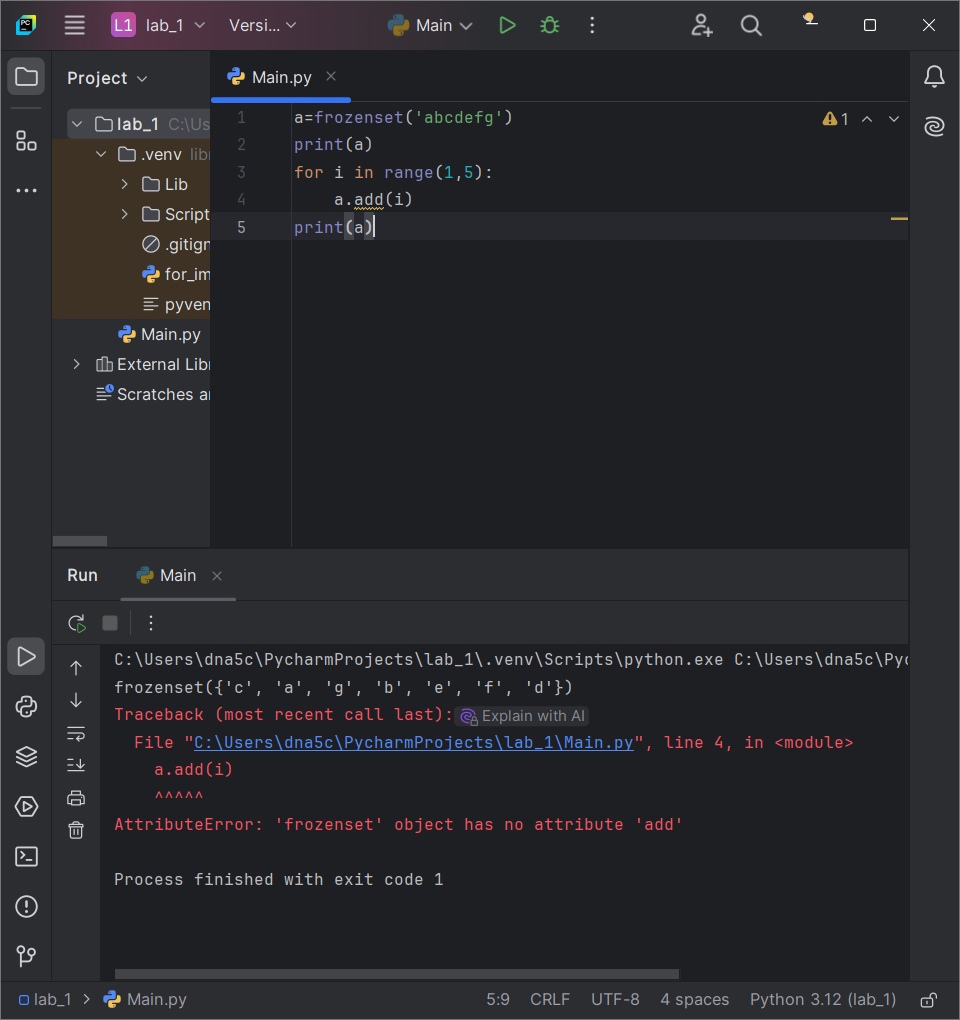 L1 lab_1 Versi... Main
Project
Main.py
lab_1 C:\Us
.venv libr
Lib
Script
.gitign
for_im
pyven
Main.py
External Libr
Scratches a
1 a=frozenset('abcdefg')
2 print(a)
3 for i in range(1,5):
4 a.add(i)
5 print(a)
1
Run Main
C:\Users\dna5c\PycharmProjects\lab_1\.venv\Scripts\python.exe C:\Users\dna5c\Pyc
frozenset({'c', 'a', 'g', 'b', 'e', 'f', 'd'})
Traceback (most recent call last): Explain with AI
File "C:\Users\dna5c\PycharmProjects\lab_1\Main.py", line 4, in <module>
a.add(i)
^^^^^
AttributeError: 'frozenset' object has no attribute 'add'
Process finished with exit code 1
lab_1 > Main.py 5:9 CRLF UTF-8 4 spaces Python 3.12 (lab_1)